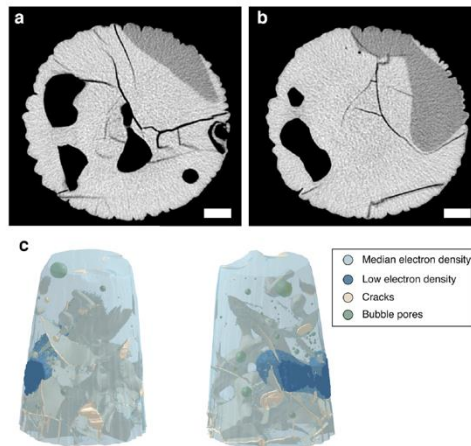 a
b
c
Median electron density
Low electron density
Cracks
Bubble pores